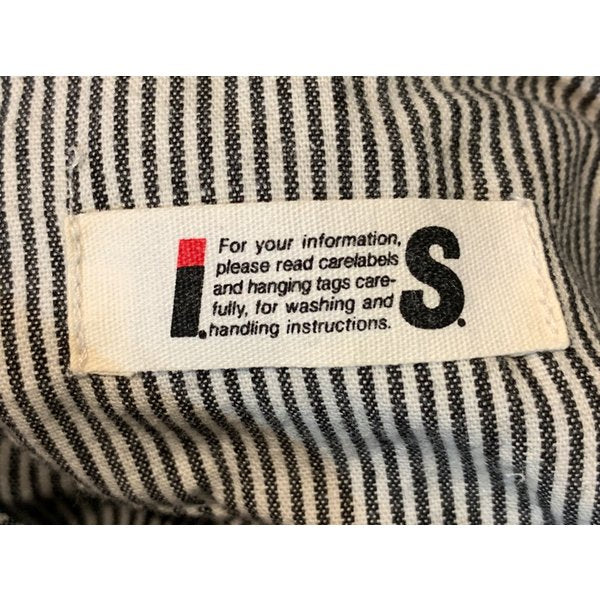 I. S.
For your information,
please read carelabels
and hanging tags care-
fully, for washing and
handling instructions.